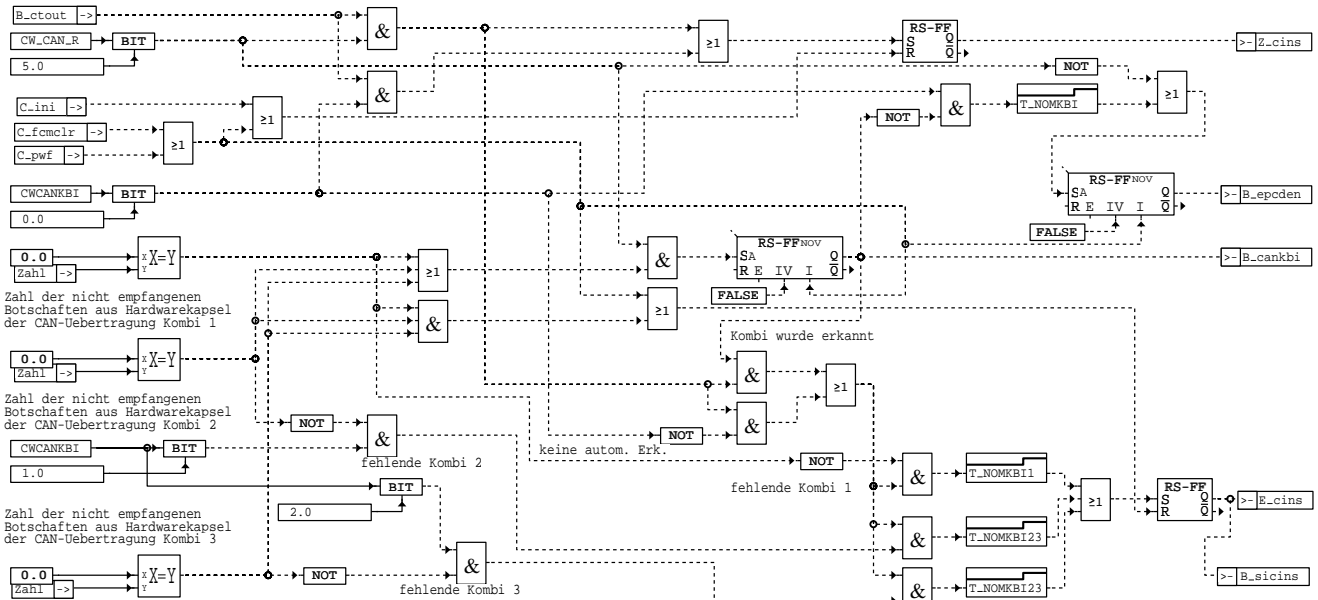 B_ctout ->
CW_CAN_R BIT
5.0
&
&
≥1
RS-FF
S Q
R Q
>- Z_cins
NOT
C_ini ->
C_fcmclr ->
C_pwf ->
≥1
≥1
NOT
&
T_NOMKBI
≥1
CWCANKBI BIT
0.0
RS-FF NOV
SA Q
R E IV I Q
FALSE
>- B_epcden
0.0
Zahl ->
X X=Y
Y
≥1
&
&
≥1
RS-FF NOV
SA Q
R E IV I Q
FALSE
>- B_cankbi
Zahl der nicht empfangenen
Botschaften aus Hardwarekapsel
der CAN-Uebertragung Kombi 1
Kombi wurde erkannt
0.0
Zahl ->
X X=Y
Y
&
&
≥1
Zahl der nicht empfangenen
Botschaften aus Hardwarekapsel
der CAN-Uebertragung Kombi 2
NOT
&
NOT
keine autom. Erk.
CWCANKBI BIT
1.0
fehlende Kombi 2
NOT
fehlende Kombi 1
BIT
2.0
&
T_NOMKBI1
≥1
RS-FF
S Q
R Q
>- E_cins
Zahl der nicht empfangenen
Botschaften aus Hardwarekapsel
der CAN-Uebertragung Kombi 3
&
T_NOMKBI23
0.0
Zahl ->
X X=Y
Y
NOT
&
fehlende Kombi 3
&
T_NOMKBI23
>- B_sicins